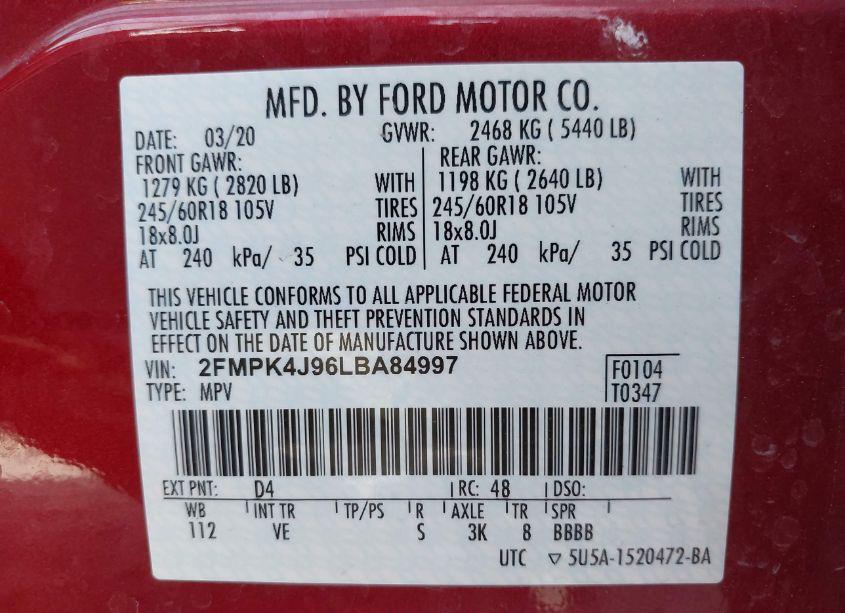 MFD. BY FORD MOTOR CO.
DATE: 03/20 GVWR: 2468 KG ( 5440 LB)
FRONT GAWR: REAR GAWR:
1279 KG ( 2820 LB) WITH 1198 KG ( 2640 LB) WITH
245/60R18 105V TIRES 245/60R18 105V TIRES
18x8.0J RIMS 18x8.0J RIMS
AT 240 kPa/ 35 PSI COLD AT 240 kPa/ 35 PSI COLD
THIS VEHICLE CONFORMS TO ALL APPLICABLE FEDERAL MOTOR
VEHICLE SAFETY AND THEFT PREVENTION STANDARDS IN
EFFECT ON THE DATE OF MANUFACTURE SHOWN ABOVE.
VIN: 2FMPK4J96LBA84997 F0104
TYPE: MPV T0347
EXT PNT: D4 RC: 48 DSO:
WB INT TR TP/PS R AXLE TR SPR
112 VE S 3K 8 BBBB
UTC ▽ 5U5A-1520472-BA